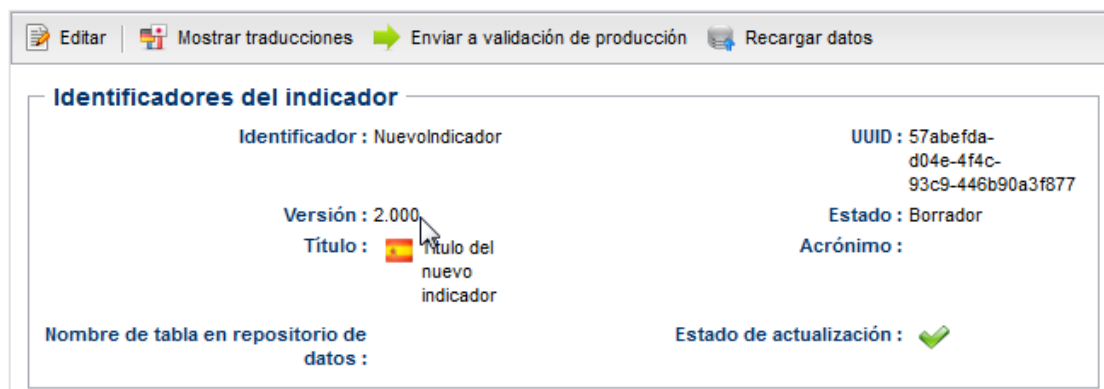 Editar Mostrar traducciones Enviar a validación de producción Recargar datos
Identificadores del indicador
Identificador : NuevoIndicador UUID : 57abefda-
d04e-4f4c-
93c9-446b90a3f877
Versión : 2.000 Estado : Borrador
Título : Título del Acrónimo :
nuevo
indicador
Nombre de tabla en repositorio de Estado de actualización :
datos :